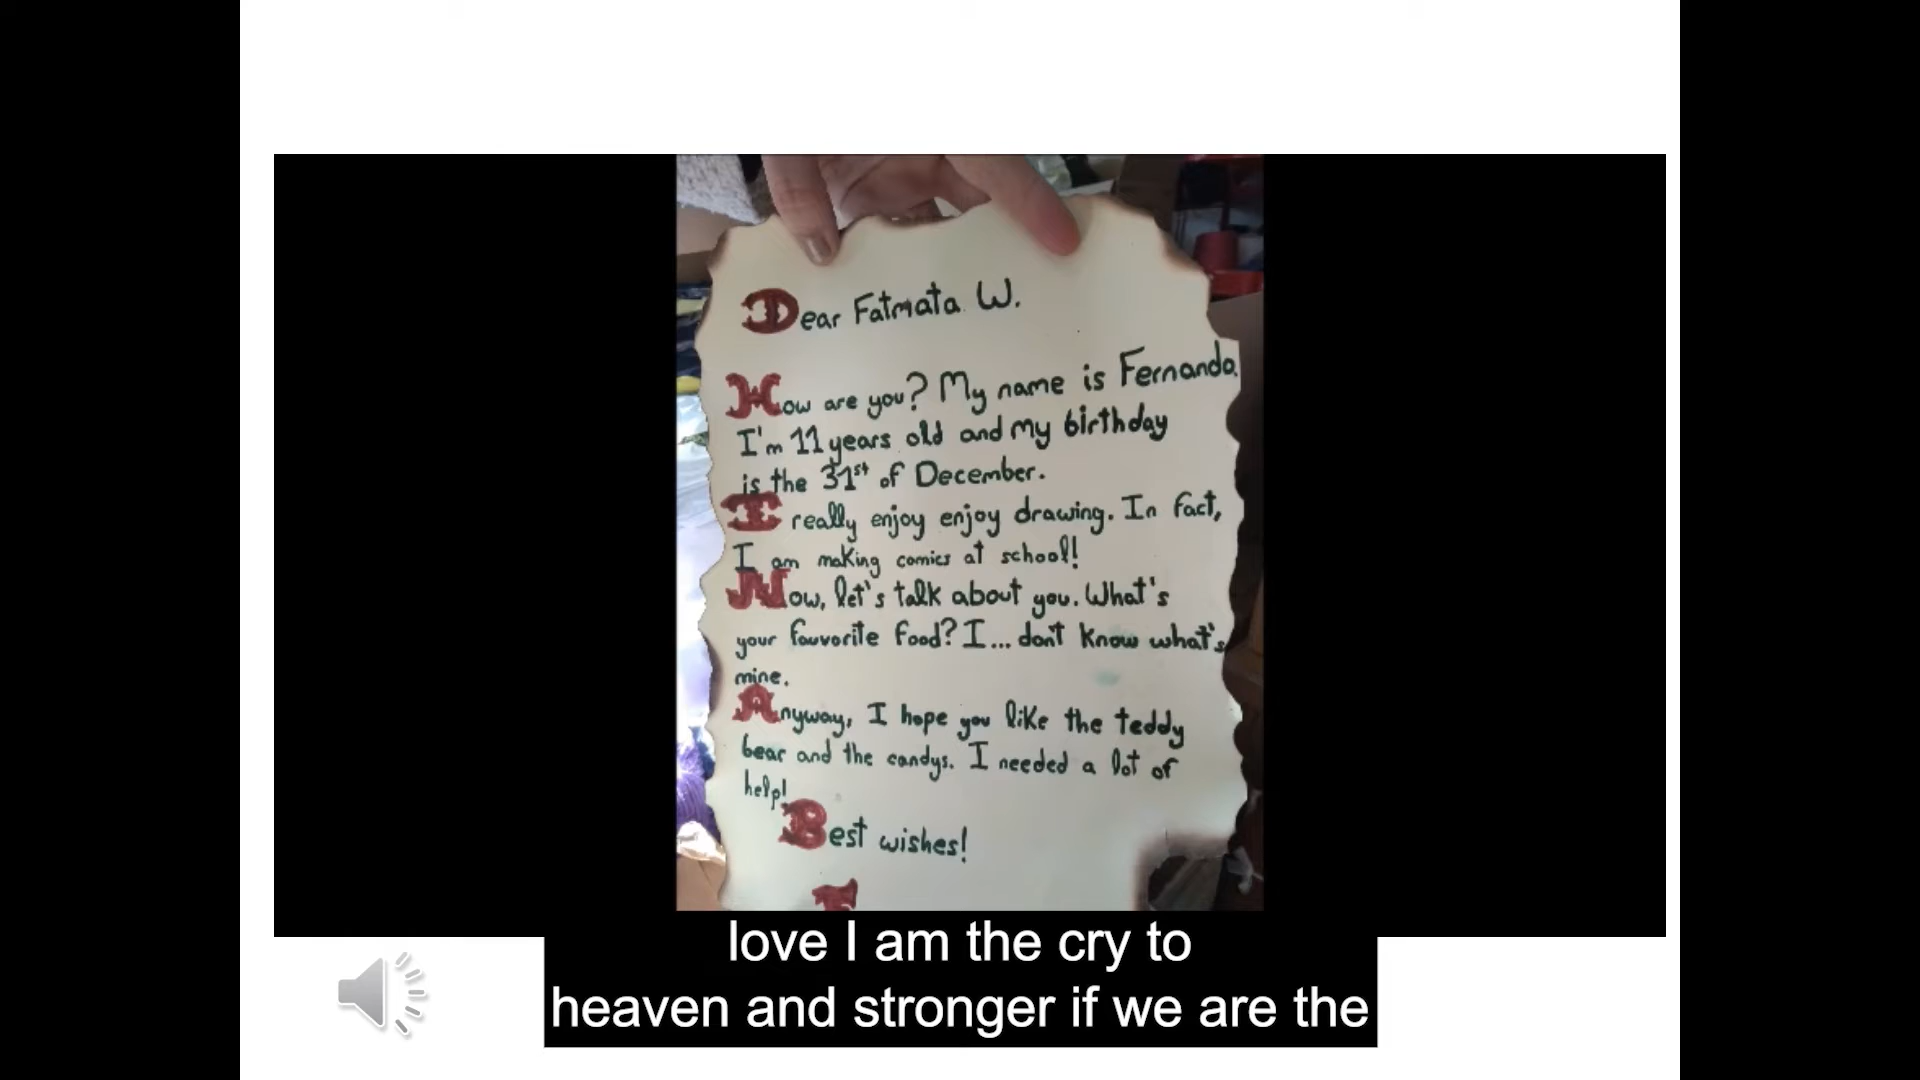 Dear Fatmata W.
How are you? My name is Fernando.
I'm 11 years old and my birthday
is the 31st of December.
I really enjoy enjoy drawing. In fact,
I am making comics at school!
Now, let's talk about you. What's
your fauvorite food? I... don't know what's
mine.
Anyway, I hope you like the teddy
bear and the candys. I needed a lot of
help!
Best wishes!
love I am the cry to
heaven and stronger if we are the